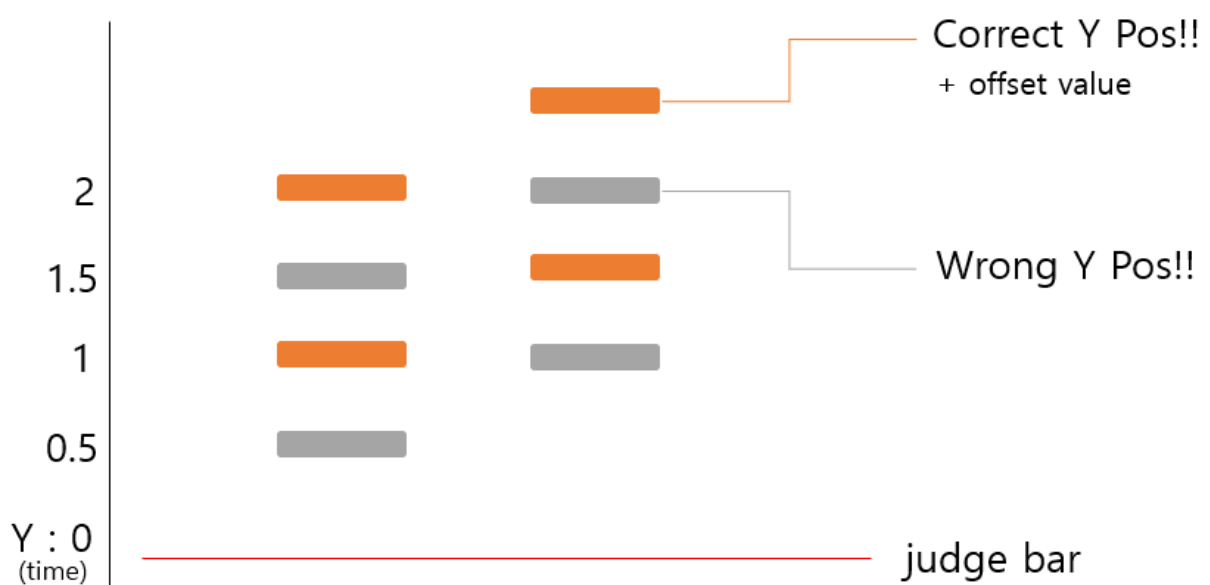 Correct Y Pos!!
+ offset value
2
1.5
Wrong Y Pos!!
1
0.5
Y : 0
(time)
judge bar